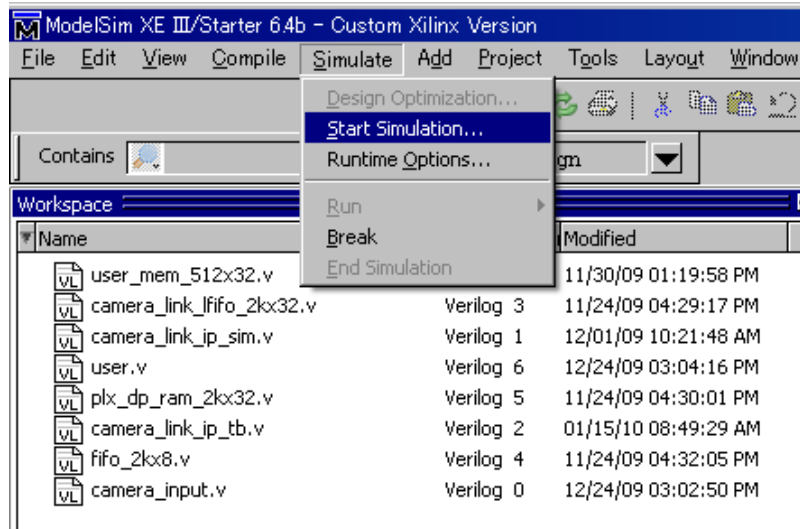 ModelSim XE III/Starter 6.4b - Custom Xilinx Version
File Edit View Compile Simulate Add Project Tools Layout Window
Design Optimization...
Start Simulation...
Contains Runtime Options...
Workspace Run
Name Break Modified
End Simulation
user_mem_512x32.v 11/30/09 01:19:58 PM
camera_link_lfifo_2kx32.v Verilog 3 11/24/09 04:29:17 PM
camera_link_ip_sim.v Verilog 1 12/01/09 10:21:48 AM
user.v Verilog 6 12/24/09 03:04:16 PM
plx_dp_ram_2kx32.v Verilog 5 11/24/09 04:30:01 PM
camera_link_ip_tb.v Verilog 2 01/15/10 08:49:29 AM
fifo_2kx8.v Verilog 4 11/24/09 04:32:05 PM
camera_input.v Verilog 0 12/24/09 03:02:50 PM